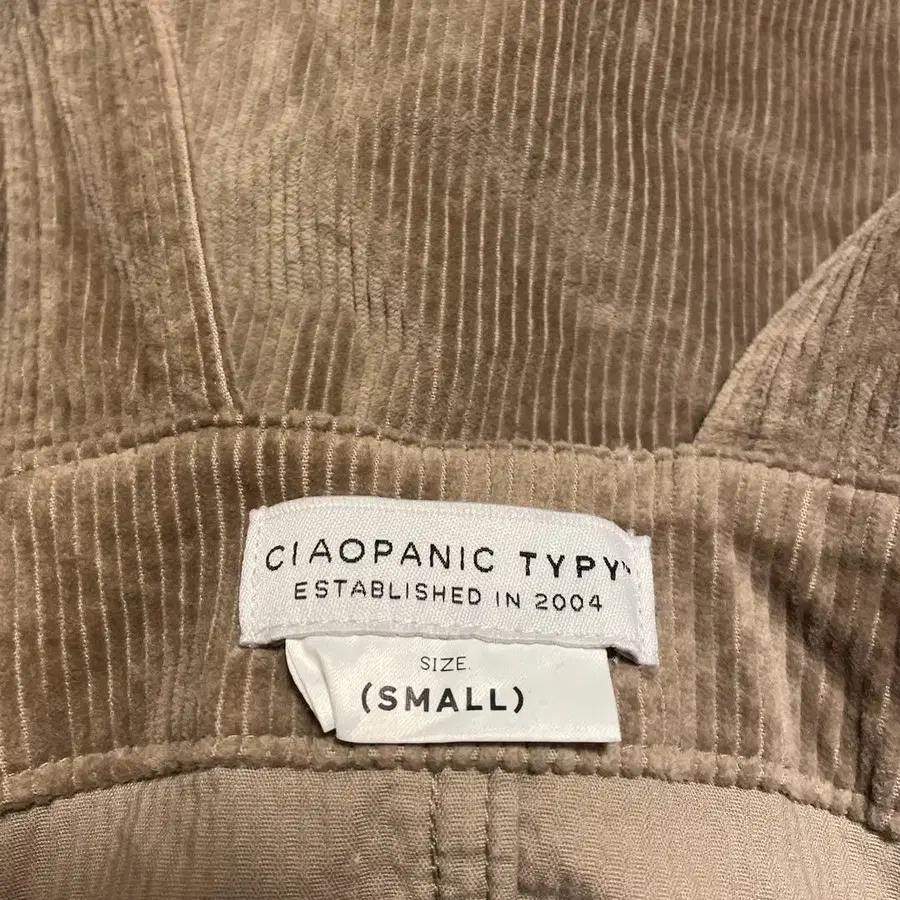 CIAOPANIC TYPY
ESTABLISHED IN 2004
SIZE.
(SMALL)